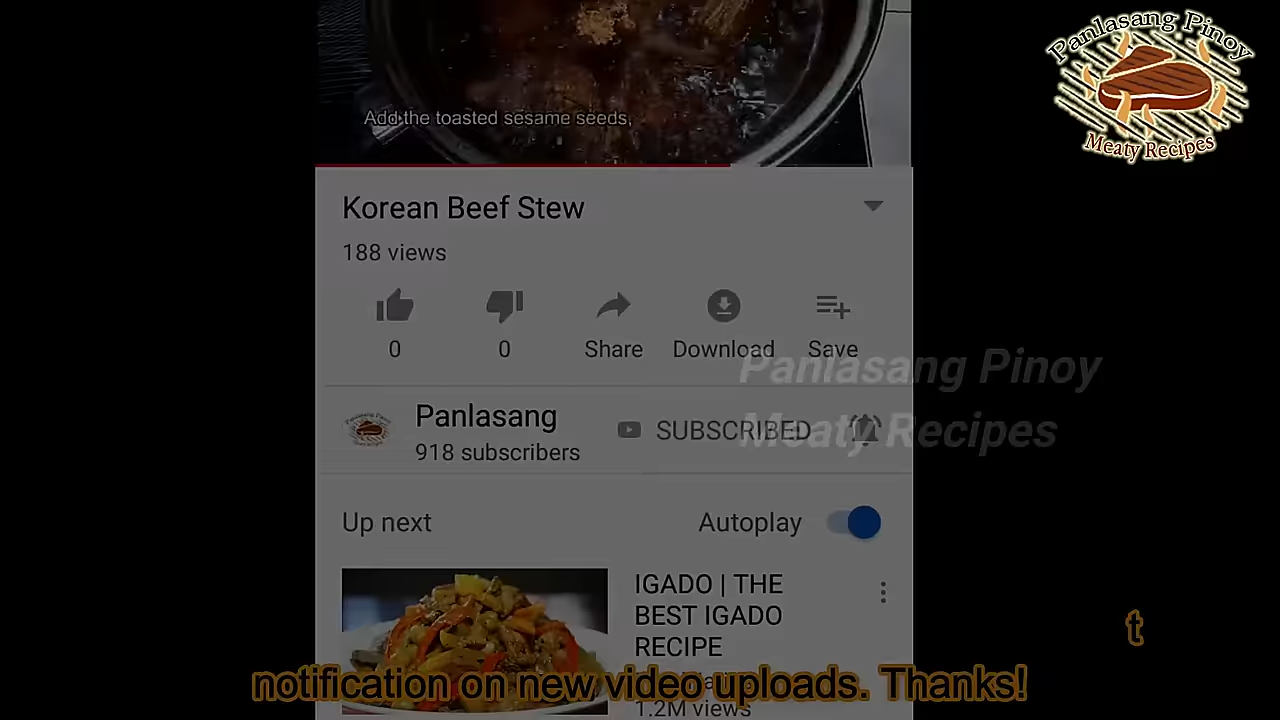 Panlasang Pinoy
Meaty Recipes
Add the toasted sesame seeds,
Korean Beef Stew
188 views
0
0
Share
Download
Save
Panlasang Pinoy
Meaty Recipes
Panlasang
918 subscribers
SUBSCRIBED
Up next
Autoplay
IGADO | THE
BEST IGADO
RECIPE
t
notification on new video uploads. Thanks!
1.2M views